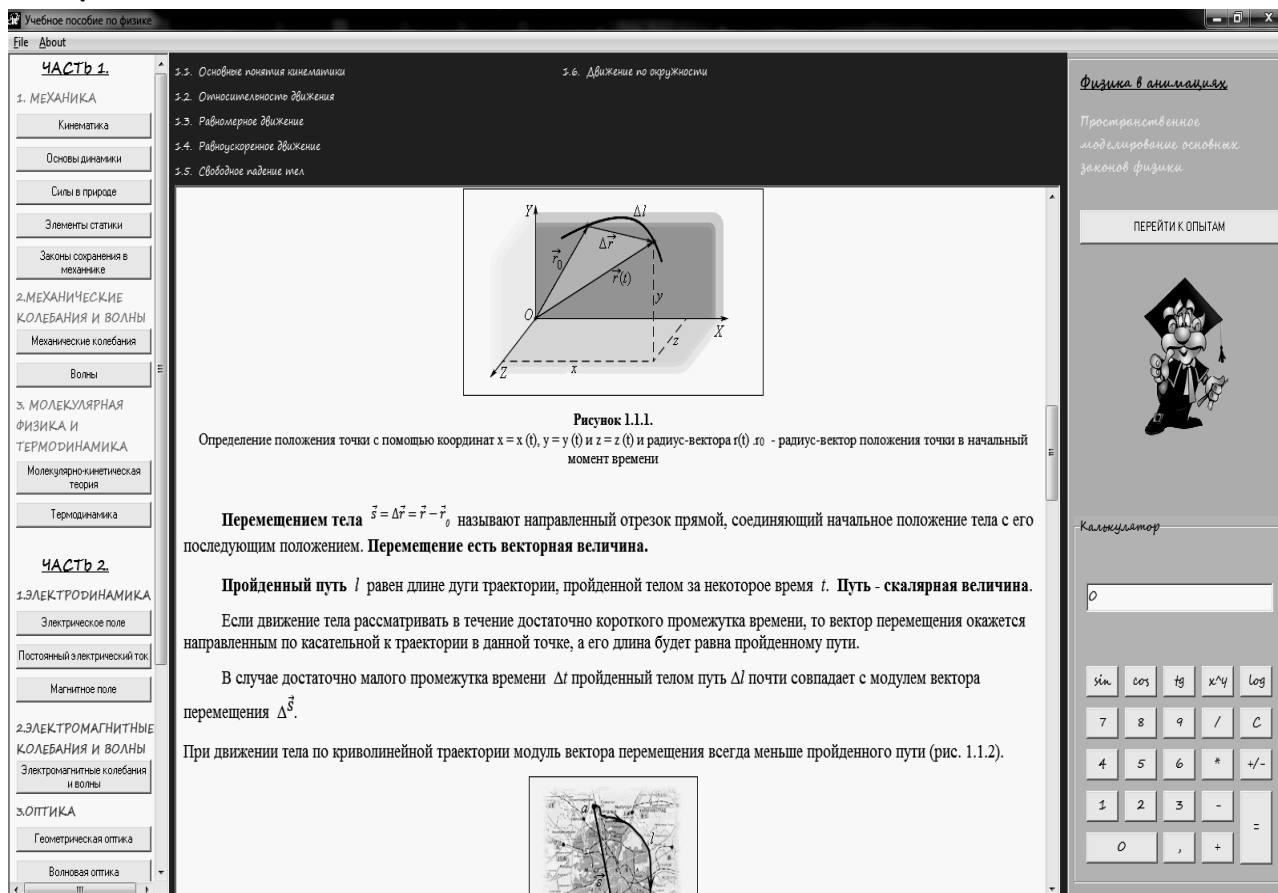 Учебное пособие по физике
File About
ЧАСТЬ 1.
1. МЕХАНИКА
Кинематика
Основы динамики
Силы в природе
Элементы статики
Законы сохранения в
механнике
2.МЕХАНИЧЕСКИЕ
КОЛЕБАНИЯ И ВОЛНЫ
Механические колебания
Волны
3. МОЛЕКУЛЯРНАЯ
ФИЗИКА И
ТЕРМОДИНАМИКА
Молекулярно-кинетическая
теория
Термодинамика
ЧАСТЬ 2.
1.ЭЛЕКТРОДИНАМИКА
Электрическое поле
Постоянный электрический ток
Магнитное поле
2.ЭЛЕКТРОМАГНИТНЫЕ
КОЛЕБАНИЯ И ВОЛНЫ
Электромагнитные колебания
и волны
3.ОПТИКА
Геометрическая оптика
Волновая оптика
1.1. Основные понятия кинематики
1.2. Относительность движения
1.3. Равномерное движение
1.4. Равноускоренное движение
1.5. Свободное падение тел
1.6. Движение по окружности
Y
Δl
Δr⃗
r⃗0
r⃗(t)
y
O
X
z
x
Z
Рисунок 1.1.1.
Определение положения точки с помощью координат x = x (t), y = y (t) и z = z (t) и радиус-вектора r(t) .r0 - радиус-вектор положения точки в начальный
момент времени
Перемещением тела s⃗ = Δr⃗ = r⃗ − r⃗0 называют направленный отрезок прямой, соединяющий начальное положение тела с его
последующим положением. Перемещение есть векторная величина.
Пройденный путь l равен длине дуги траектории, пройденной телом за некоторое время t. Путь - скалярная величина.
Если движение тела рассматривать в течение достаточно короткого промежутка времени, то вектор перемещения окажется
направленным по касательной к траектории в данной точке, а его длина будет равна пройденному пути.
В случае достаточно малого промежутка времени Δt пройденный телом путь Δl почти совпадает с модулем вектора
перемещения Δs⃗.
При движении тела по криволинейной траектории модуль вектора перемещения всегда меньше пройденного пути (рис. 1.1.2).
a
l
s⃗
Физика в анимациях
Пространственное
моделирование основных
законов физики
ПЕРЕЙТИ К ОПЫТАМ
Калькулятор
0
sin cos tg x^y log
7 8 9 / C
4 5 6 * +/-
1 2 3 - =
0 , +